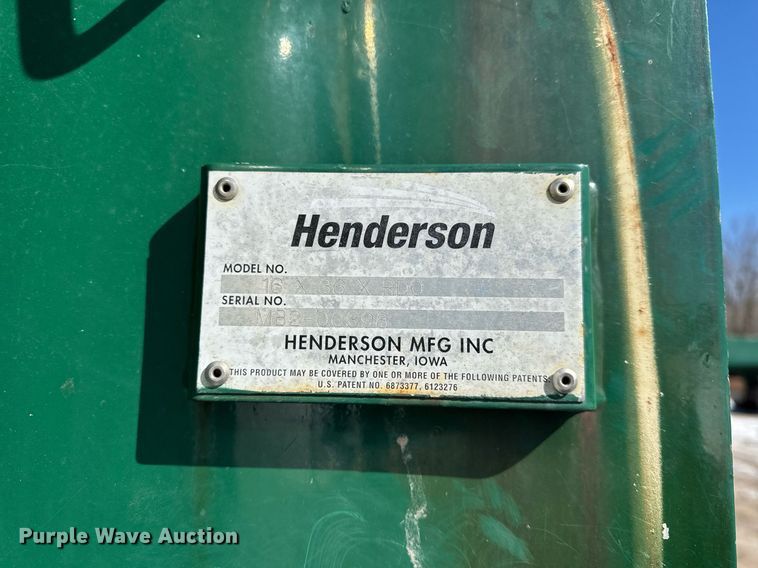 Henderson
MODEL NO.
16 X
SERIAL NO.
HENDERSON MFG INC
MANCHESTER, IOWA
THIS PRODUCT MAY BE COVERED BY ONE OR MORE OF THE FOLLOWING PATENTS:
U.S. PATENT NO. 6873377, 6123276
Purple Wave Auction